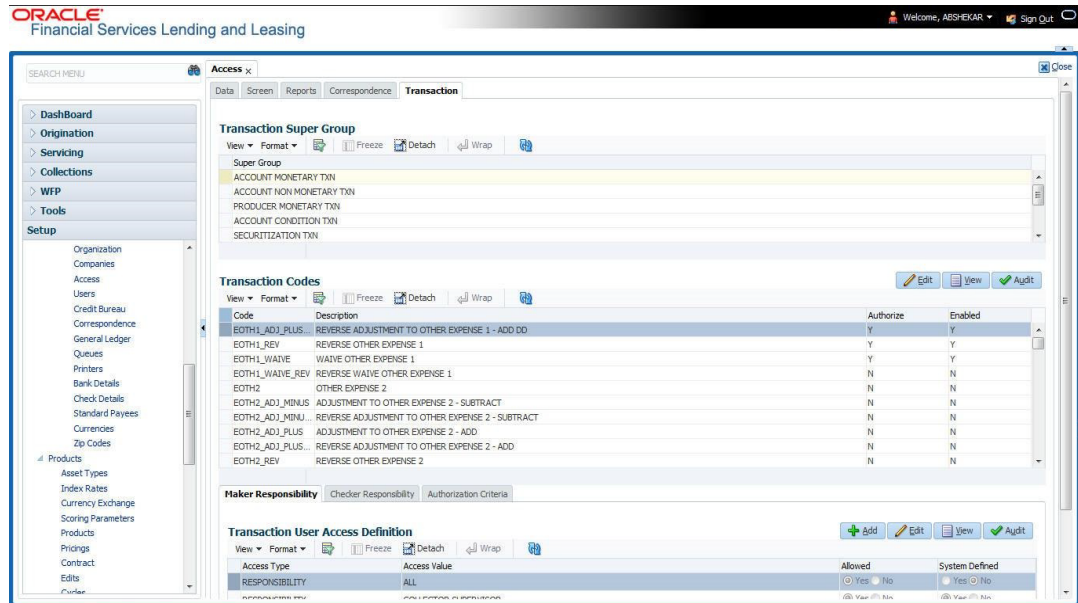 ORACLE
Financial Services Lending and Leasing
Welcome, ABSHEKAR
Sign Out
SEARCH MENU
DashBoard
Origination
Servicing
Collections
WFP
Tools
Setup
Organization
Companies
Access
Users
Credit Bureau
Correspondence
General Ledger
Queues
Printers
Bank Details
Check Details
Standard Payees
Currencies
Zip Codes
Products
Asset Types
Index Rates
Currency Exchange
Scoring Parameters
Products
Pricings
Contract
Edits
Cycles
Access x
Close
Data Screen Reports Correspondence Transaction
Transaction Super Group
View Format Freeze Detach Wrap
Super Group
ACCOUNT MONETARY TXN
ACCOUNT NON MONETARY TXN
PRODUCER MONETARY TXN
ACCOUNT CONDITION TXN
SECURITIZATION TXN
Transaction Codes
Edit View Audit
View Format Freeze Detach Wrap
Code Description Authorize Enabled
EOTH1_ADJ_PLUS... REVERSE ADJUSTMENT TO OTHER EXPENSE 1 - ADD DD Y Y
EOTH1_REV REVERSE OTHER EXPENSE 1 Y Y
EOTH1_WAIVE WAIVE OTHER EXPENSE 1 Y Y
EOTH1_WAIVE_REV REVERSE WAIVE OTHER EXPENSE 1 N N
EOTH2 OTHER EXPENSE 2 N N
EOTH2_ADJ_MINUS ADJUSTMENT TO OTHER EXPENSE 2 - SUBTRACT N N
EOTH2_ADJ_MINU... REVERSE ADJUSTMENT TO OTHER EXPENSE 2 - SUBTRACT N N
EOTH2_ADJ_PLUS ADJUSTMENT TO OTHER EXPENSE 2 - ADD N N
EOTH2_ADJ_PLUS... REVERSE ADJUSTMENT TO OTHER EXPENSE 2 - ADD N N
EOTH2_REV REVERSE OTHER EXPENSE 2 N N
Maker Responsibility Checker Responsibility Authorization Criteria
Transaction User Access Definition
Add Edit View Audit
View Format Freeze Detach Wrap
Access Type Access Value Allowed System Defined
RESPONSIBILITY ALL Yes No Yes No
RESPONSIBILITY COLLECTOR SUPERVISOR Yes No Yes No